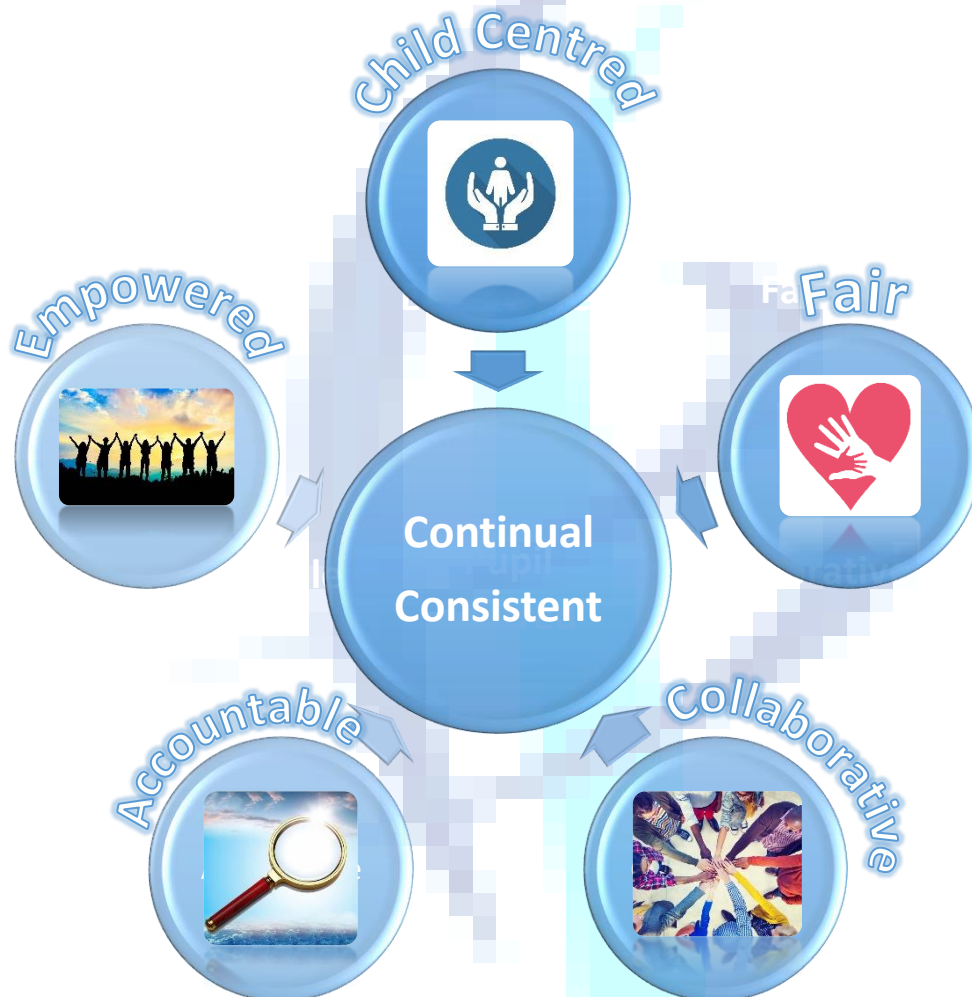 Child Centred
Empowered
Fair
Continual
Consistent
Accountable
Collaborative